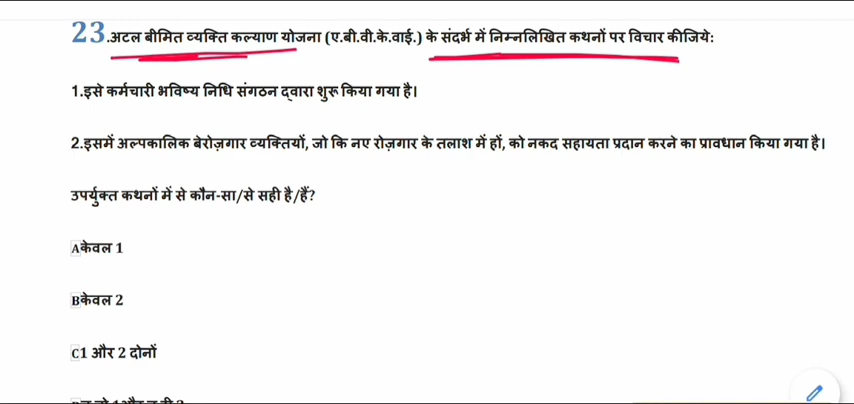 23.अटल बीमित व्यक्ति कल्याण योजना (ए.बी.वी.के.वाई.) के संदर्भ में निम्नलिखित कथनों पर विचार कीजिये:
1.इसे कर्मचारी भविष्य निधि संगठन द्वारा शुरू किया गया है।
2.इसमें अल्पकालिक बेरोज़गार व्यक्तियों, जो कि नए रोज़गार के तलाश में हों, को नकद सहायता प्रदान करने का प्रावधान किया गया है।
उपर्युक्त कथनों में से कौन-सा/से सही है/हैं?
Aकेवल 1
Bकेवल 2
C1 और 2 दोनों